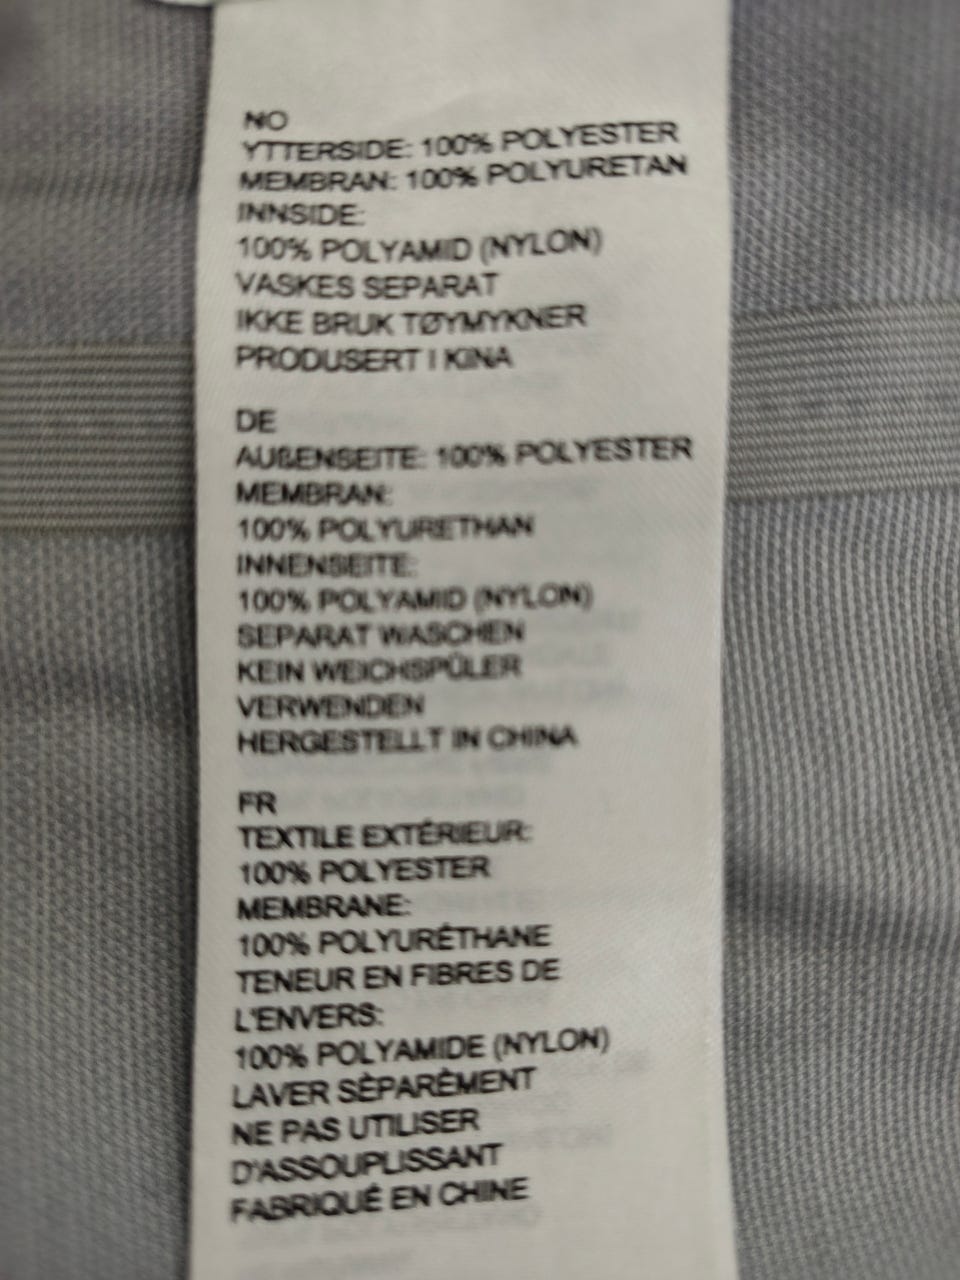 NO
YTTERSIDE: 100% POLYESTER
MEMBRAN: 100% POLYURETAN
INNSIDE:
100% POLYAMID (NYLON)
VASKES SEPARAT
IKKE BRUK TØYMYKNER
PRODUSERT I KINA
DE
AUßENSEITE: 100% POLYESTER
MEMBRAN:
100% POLYURETHAN
INNENSEITE:
100% POLYAMID (NYLON)
SEPARAT WASCHEN
KEIN WEICHSPÜLER
VERWENDEN
HERGESTELLT IN CHINA
FR
TEXTILE EXTÉRIEUR:
100% POLYESTER
MEMBRANE:
100% POLYURÉTHANE
TENEUR EN FIBRES DE
L'ENVERS:
100% POLYAMIDE (NYLON)
LAVER SÉPARÉMENT
NE PAS UTILISER
D'ASSOUPLISSANT
FABRIQUÉ EN CHINE